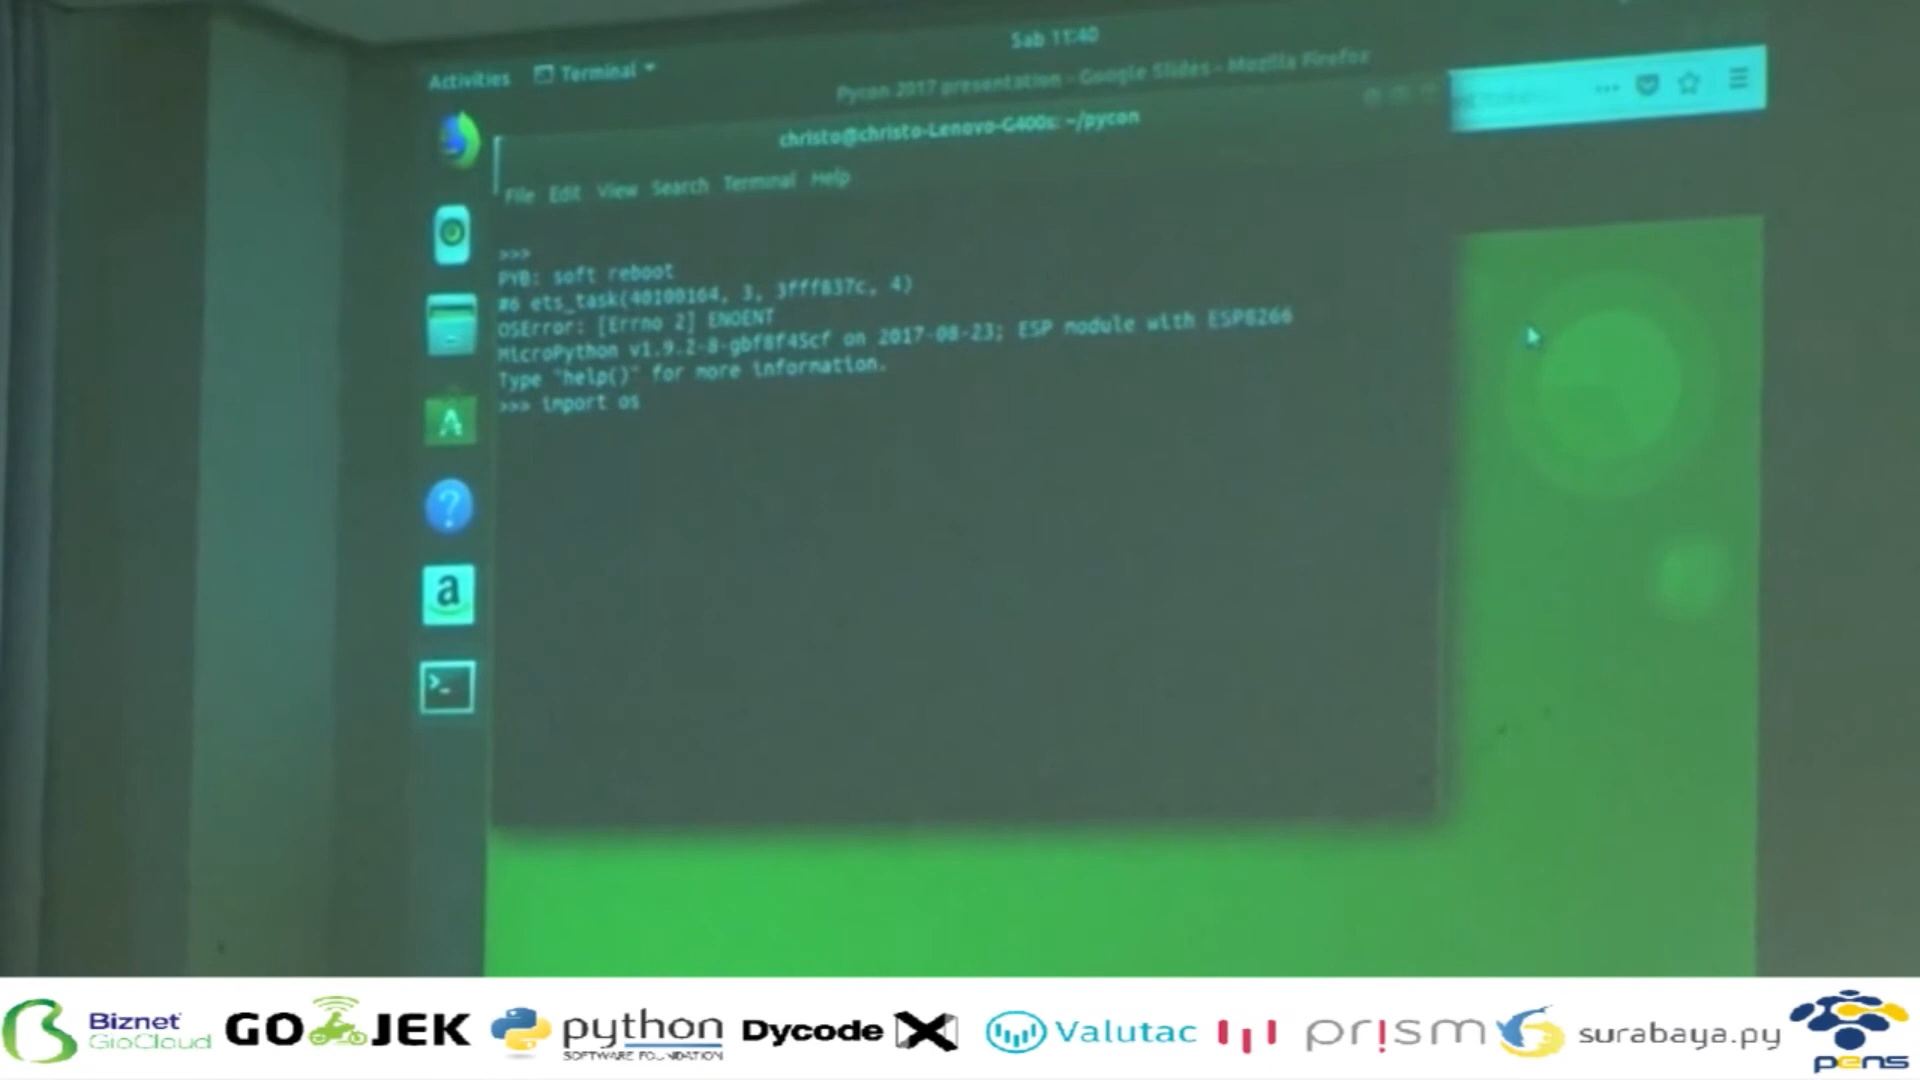 Sab 11:40
Activities Terminal
Pycon 2017 presentation - Google Slides - Mozilla Firefox
christo@christo-Lenovo-G400s: ~/pycon
File Edit View Search Terminal Help
>>>
PYB: soft reboot
#6 ets_task(40100164, 3, 3fff837c, 4)
OSError: [Errno 2] ENOENT
MicroPython v1.9.2-8-gbf8f45cf on 2017-08-23; ESP module with ESP8266
Type "help()" for more information.
>>> import os
A
?
a
>_
Biznet
GioCloud
GO JEK
python
SOFTWARE FOUNDATION
Dycode X
Valutac
pr!sm
surabaya.py
pens